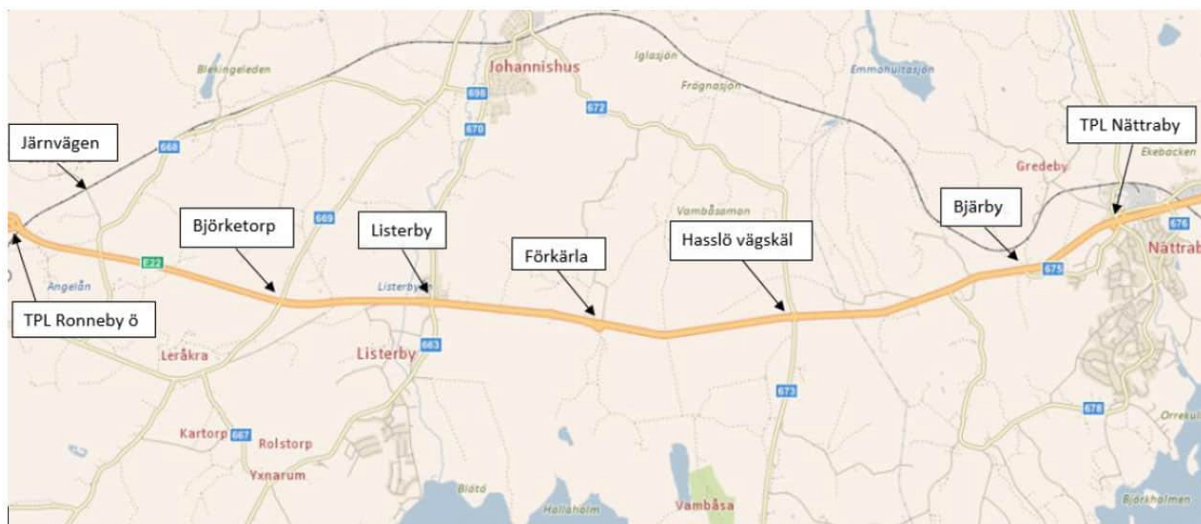 Johannishus
Iglasjön
Blekingeleden
Emmahultasjön
Frögnasjön
698
672
670
TPL Nättraby
Järnvägen
668
Ekebacken
Gredeby
Björketorp
669
Listerby
Bjärby
Vambåsamon
Hasslö vägskäl
676
Förkärla
Nättrab
E22
675
Angelån
Listerby
TPL Ronneby ö
663
Leråkra
Listerby
673
678
Orrekull
Kartorp
667
Rolstorp
Yxnarum
Blötö
Hallaholm
Vambåsa
Björkholmen